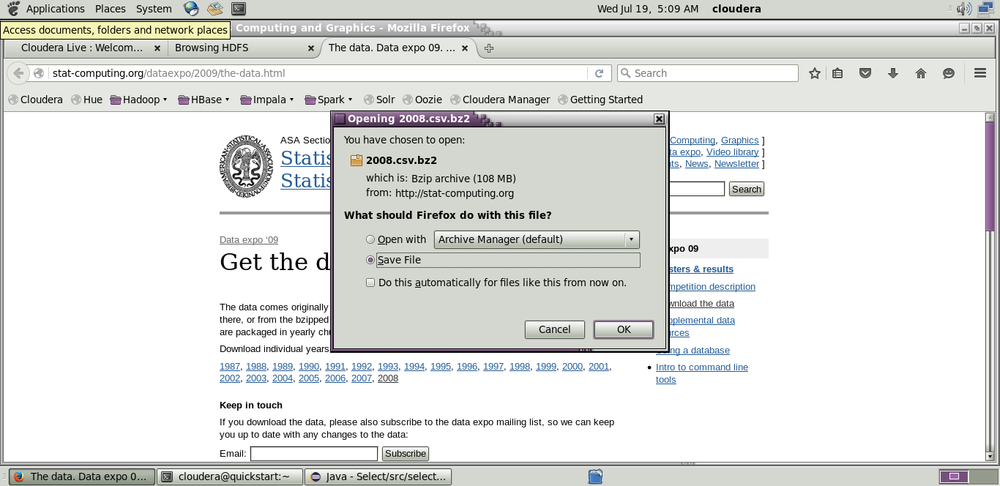 Applications Places System Wed Jul 19, 5:09 AM cloudera
Access documents, folders and network places
Computing and Graphics - Mozilla Firefox
Cloudera Live : Welcom... Browsing HDFS The data. Data expo 09. ...
stat-computing.org/dataexpo/2009/the-data.html Search
Cloudera Hue Hadoop HBase Impala Spark Solr Oozie Cloudera Manager Getting Started
Opening 2008.csv.bz2
You have chosen to open:
2008.csv.bz2
which is: Bzip archive (108 MB)
from: http://stat-computing.org
What should Firefox do with this file?
Open with Archive Manager (default)
Save File
Do this automatically for files like this from now on.
Cancel OK
ASA Sectio
Statis
Statis
Computing, Graphics ]
ta expo, Video library ]
ts, News, Newsletter ]
Search
Data expo '09
Get the d
The data comes originally
there, or from the bzipped
are packaged in yearly chu
Download individual years
1987, 1988, 1989, 1990, 1991, 1992, 1993, 1994, 1995, 1996, 1997, 1998, 1999, 2000, 2001,
2002, 2003, 2004, 2005, 2006, 2007, 2008
Keep in touch
If you download the data, please also subscribe to the data expo mailing list, so we can keep
you up to date with any changes to the data:
Email: Subscribe
xpo 09
sters & results
mpetition description
wnload the data
pplemental data
urces
ing a database
Intro to command line
tools
The data. Data expo 0... cloudera@quickstart:~ Java - Select/src/select...